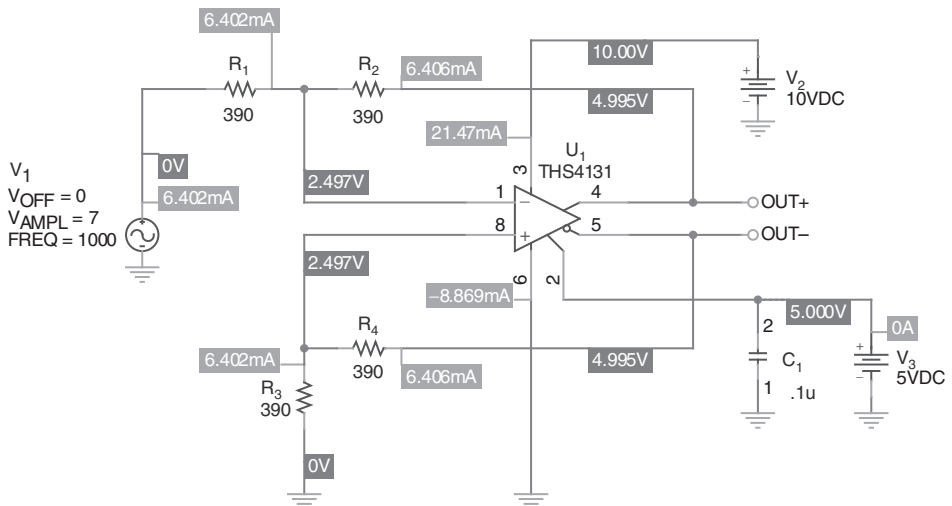 6.402mA
R1
390
R2
390
6.406mA
10.00V
V2
10VDC
4.995V
21.47mA
U1
THS4131
3
V1
VOFF = 0
VAMPL = 7
FREQ = 1000
0V
6.402mA
2.497V
1
4
OUT+
8
5
OUT–
2.497V
6
2
–8.869mA
5.000V
0A
R4
390
6.402mA
6.406mA
4.995V
2
C1
1
.1u
V3
5VDC
R3
390
0V